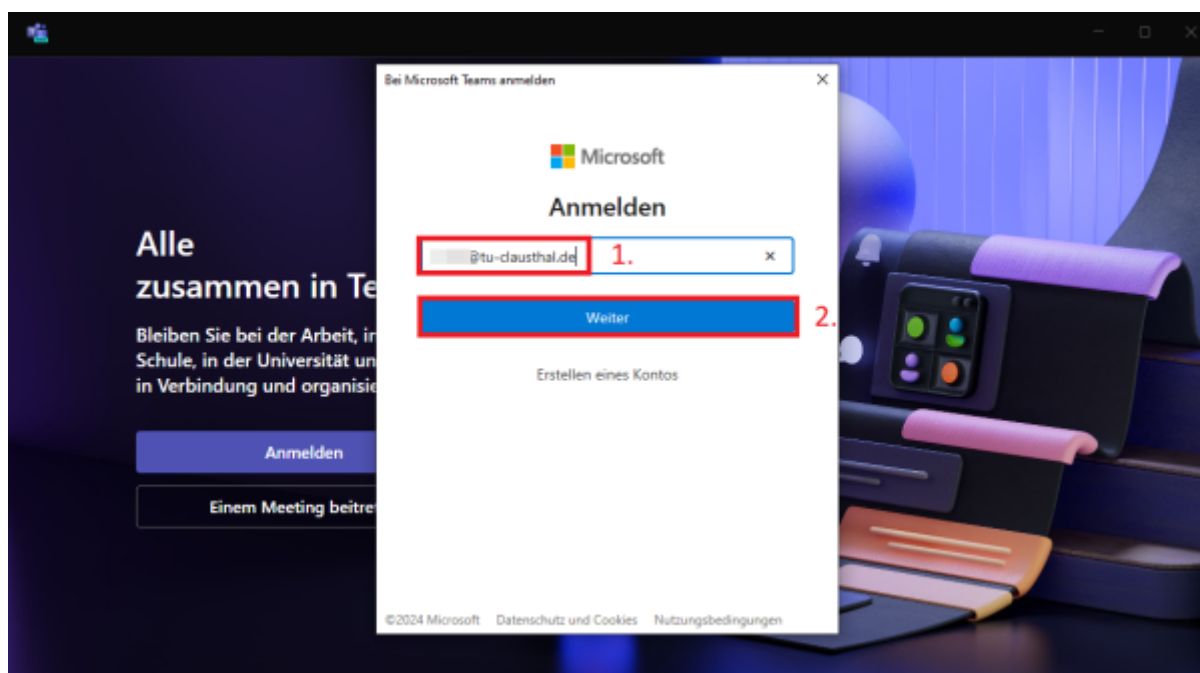 Bei Microsoft Teams anmelden
Microsoft
Anmelden
@tu-clausthal.de
1.
Weiter
2.
Erstellen eines Kontos
©2024 Microsoft Datenschutz und Cookies Nutzungsbedingungen
Alle
zusammen in Te
Bleiben Sie bei der Arbeit, in
Schule, in der Universität un
in Verbindung und organisie
Anmelden
Einem Meeting beitret